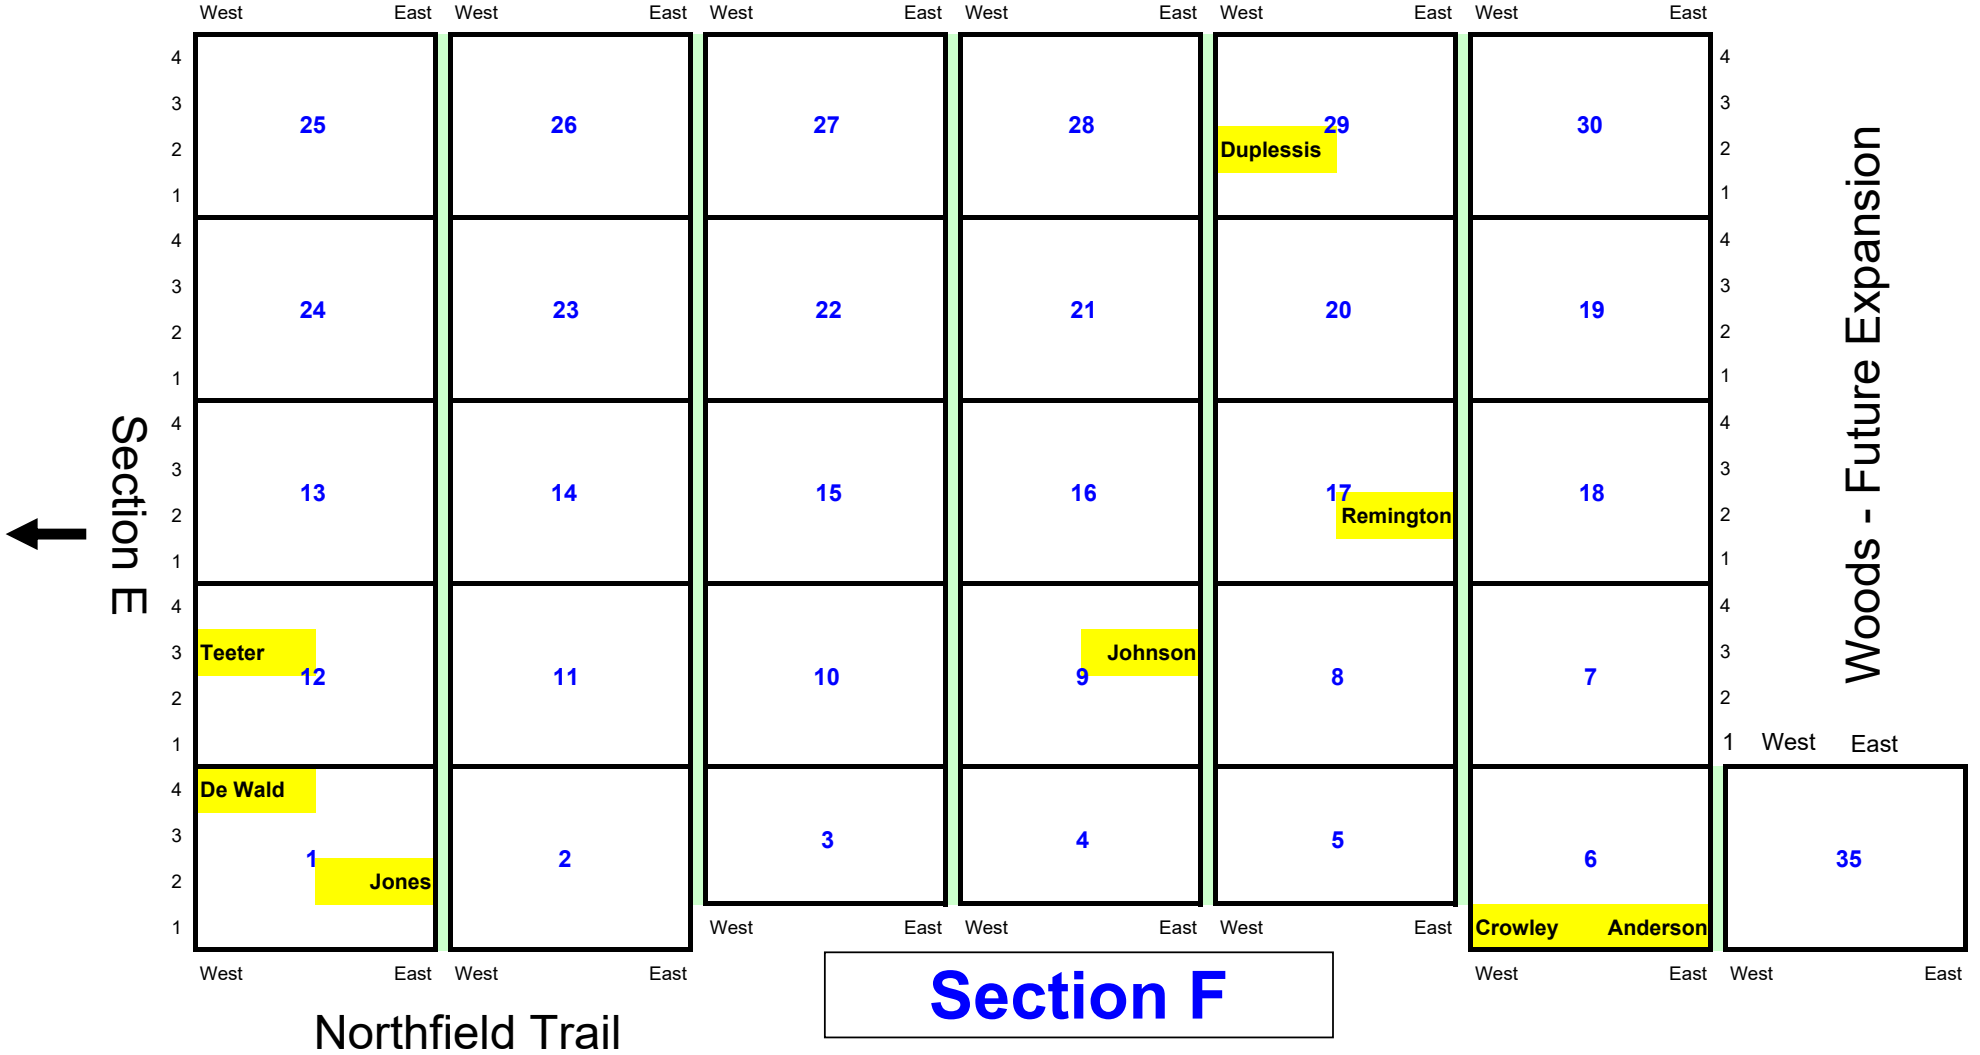 West East West East West East West East West East West East
4 4
3 3
25 26 27 28 29 30
2 Duplessis 2
1 1
4 4
3 3
24 23 22 21 20 19
2 2
1 1
4 4
3 3
13 14 15 16 17 18
2 Remington 2
1 1
4 4
3 Teeter Johnson 3
12 11 10 9 8 7
2 2
1 1 West East
4 De Wald
3 3 4 5
1 2 6 35
2 Jones
1 West East West East West East Crowley Anderson
West East West East West East West East
Section E
Woods - Future Expansion
Section F
Northfield Trail